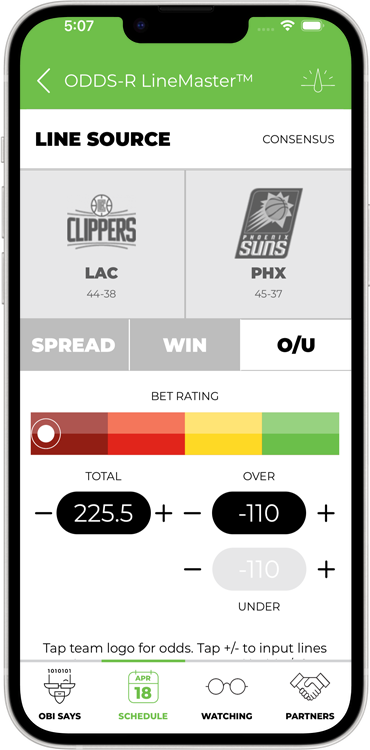 5:07
ODDS-R LineMaster™
LINE SOURCE
CONSENSUS
CLIPPERS
PHOENIX
SUNS
LAC
PHX
44-38
45-37
SPREAD
WIN
O/U
BET RATING
TOTAL
OVER
− 225.5 +
− -110 +
− -110 +
UNDER
Tap team logo for odds. Tap +/- to input lines
1010101
APR
18
OBI SAYS
SCHEDULE
WATCHING
PARTNERS